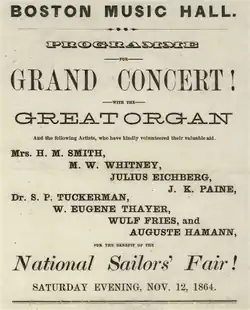 BOSTON MUSIC HALL.
PROGRAMME
FOR
GRAND CONCERT!
WITH THE
GREAT ORGAN
And the following Artists, who have kindly volunteered their valuable aid.
Mrs. H. M. SMITH,
M. W. WHITNEY,
JULIUS EICHBERG,
J. K. PAINE,
Dr. S. P. TUCKERMAN,
W. EUGENE THAYER,
WULF FRIES, and
AUGUSTE HAMANN,
FOR THE BENEFIT OF THE
National Sailors' Fair!
SATURDAY EVENING, NOV. 12, 1864.